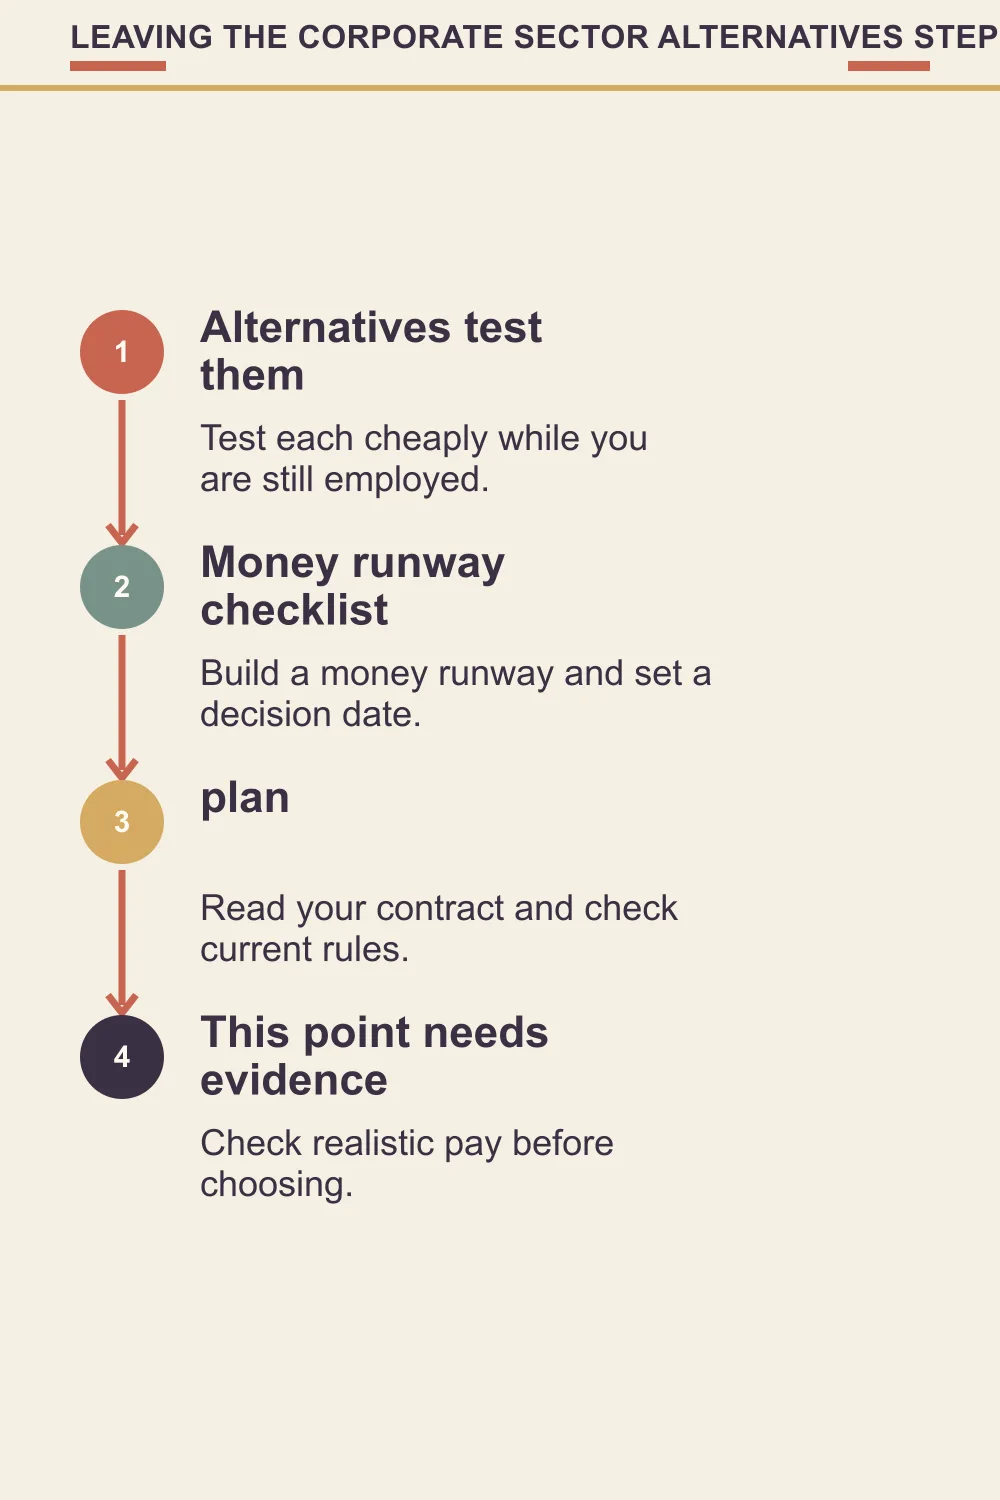 LEAVING THE CORPORATE SECTOR ALTERNATIVES STEP
1
Alternatives test
them
Test each cheaply while you
are still employed.
2
Money runway
checklist
Build a money runway and set a
decision date.
3
plan
Read your contract and check
current rules.
4
This point needs
evidence
Check realistic pay before
choosing.